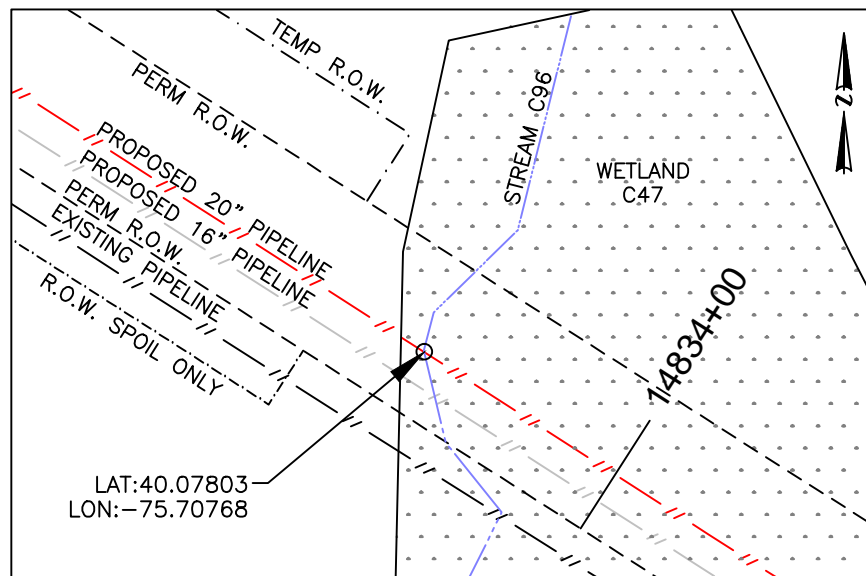 TEMP R.O.W.
PERM R.O.W.
STREAM C96
WETLAND
C47
N
PROPOSED 20" PIPELINE
PROPOSED 16" PIPELINE
PERM R.O.W.
EXISTING PIPELINE
R.O.W. SPOIL ONLY
14834+00
LAT:40.07803
LON:-75.70768